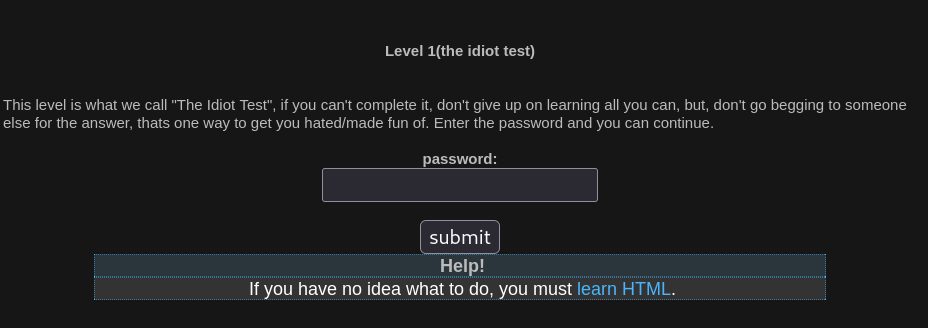 Level 1(the idiot test)
This level is what we call "The Idiot Test", if you can't complete it, don't give up on learning all you can, but, don't go begging to someone
else for the answer, thats one way to get you hated/made fun of. Enter the password and you can continue.
password:
submit
Help!
If you have no idea what to do, you must learn HTML.